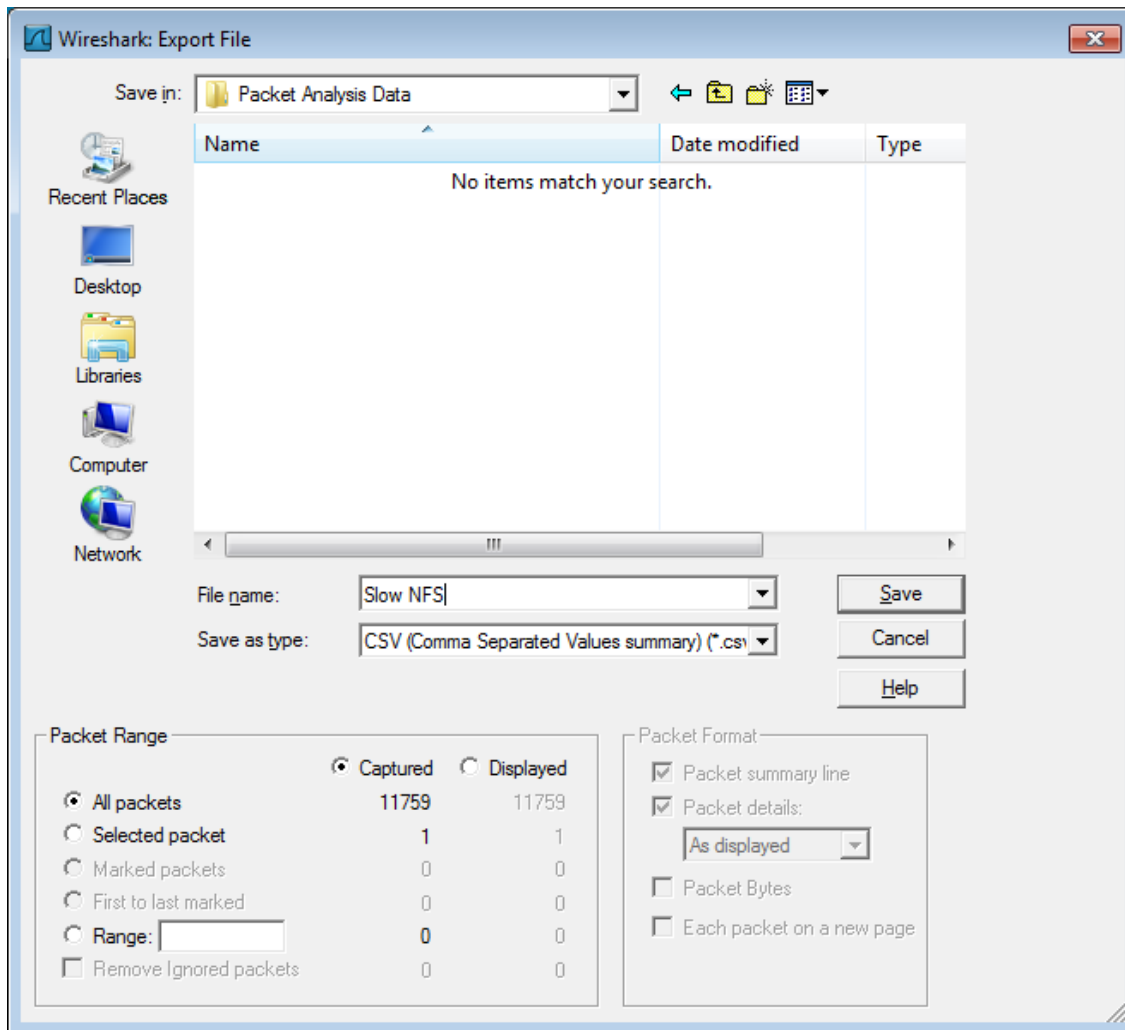 Wireshark: Export File
Save in: Packet Analysis Data
Name Date modified Type
No items match your search.
Recent Places
Desktop
Libraries
Computer
Network
File name: Slow NFS Save
Save as type: CSV (Comma Separated Values summary) (*.csv Cancel
Help
Packet Range
Captured Displayed
All packets 11759 11759
Selected packet 1 1
Marked packets 0 0
First to last marked 0 0
Range: 0 0
Remove Ignored packets 0 0
Packet Format
Packet summary line
Packet details:
As displayed
Packet Bytes
Each packet on a new page